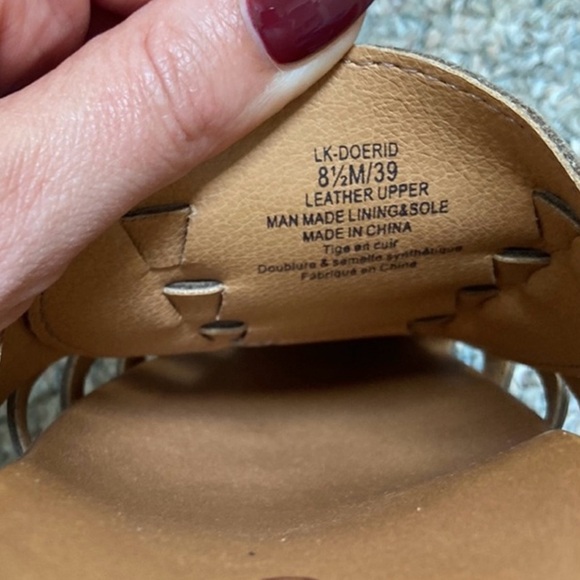 LK-DOERID
8½M/39
LEATHER UPPER
MAN MADE LINING&SOLE
MADE IN CHINA
Tige en cuir
Doublure & semelle synthétique
Fabriqué en Chine